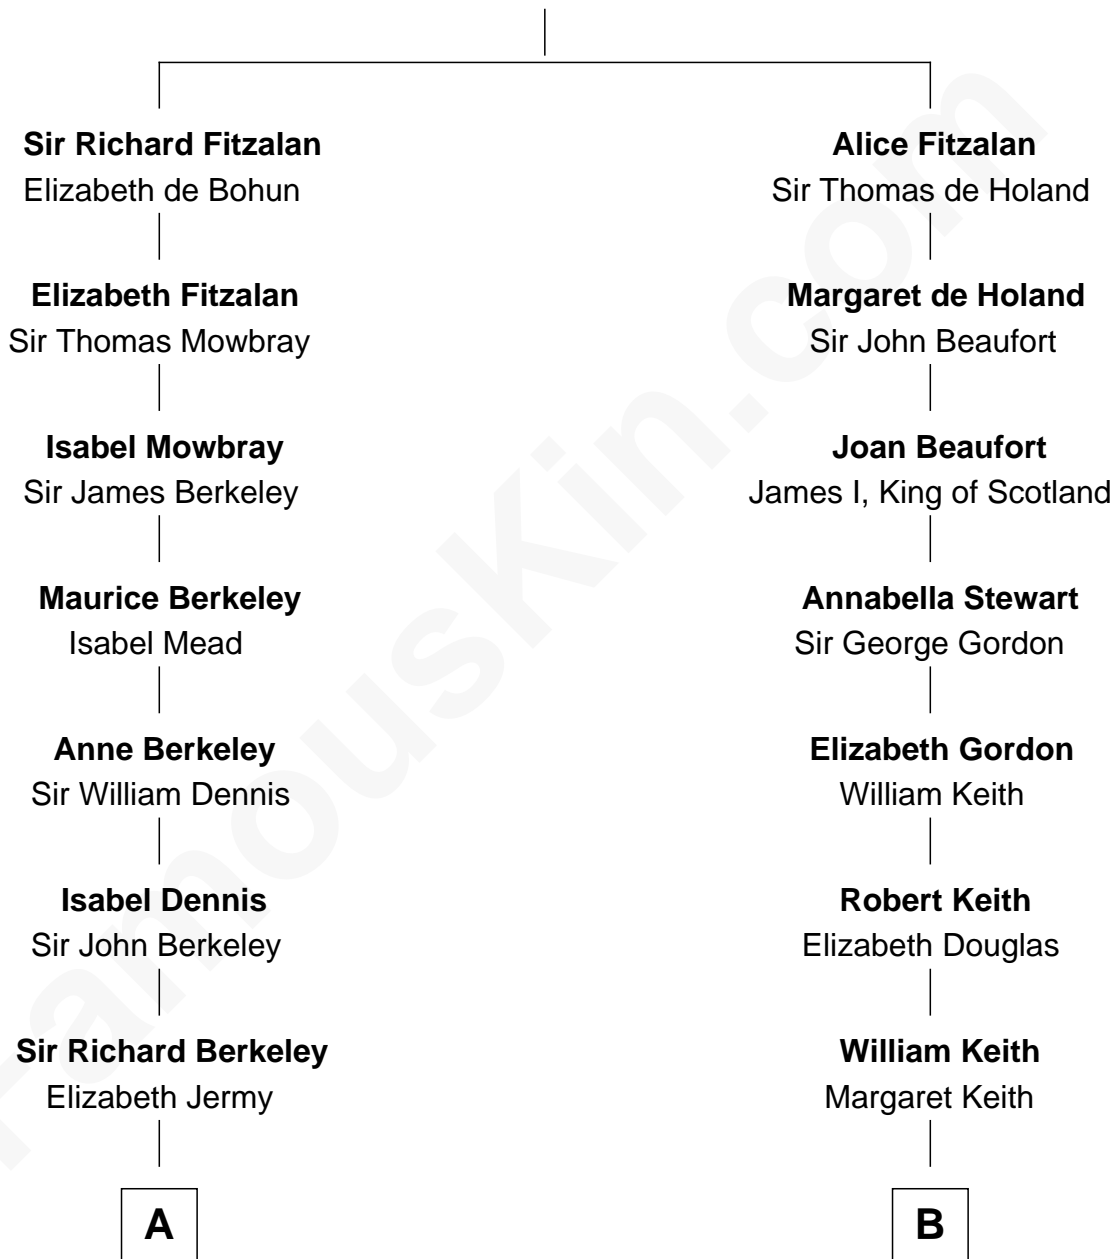 Sir Richard Fitzalan
Elizabeth de Bohun
Elizabeth Fitzalan
Sir Thomas Mowbray
Isabel Mowbray
Sir James Berkeley
Maurice Berkeley
Isabel Mead
Anne Berkeley
Sir William Dennis
Isabel Dennis
Sir John Berkeley
Sir Richard Berkeley
Elizabeth Jermy
A
Alice Fitzalan
Sir Thomas de Holand
Margaret de Holand
Sir John Beaufort
Joan Beaufort
James I, King of Scotland
Annabella Stewart
Sir George Gordon
Elizabeth Gordon
William Keith
Robert Keith
Elizabeth Douglas
William Keith
Margaret Keith
B
FamousKin.com